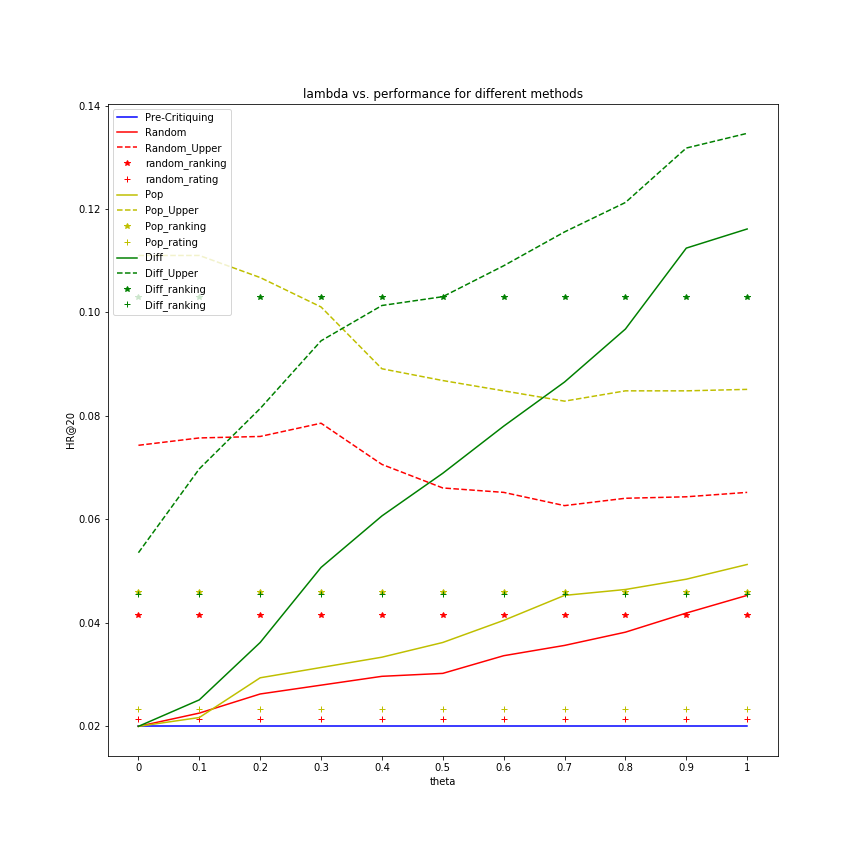 lambda vs. performance for different methods
0.14
0.12
0.10
0.08
0.06
0.04
0.02
HR@20
Pre-Critiquing
Random
Random_Upper
random_ranking
random_rating
Pop
Pop_Upper
Pop_ranking
Pop_rating
Diff
Diff_Upper
Diff_ranking
Diff_ranking
0 0.1 0.2 0.3 0.4 0.5 0.6 0.7 0.8 0.9 1
theta